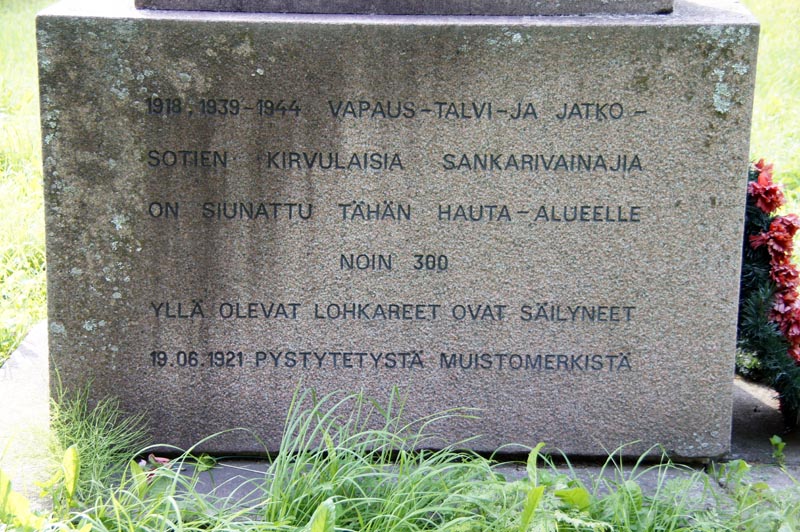 1918, 1939-1944 VAPAUS-TALVI-JA JATKO-
SOTIEN KIRVULAISIA SANKARIVAINAJIA
ON SIUNATTU TÄHÄN HAUTA-ALUEELLE
NOIN 300
YLLÄ OLEVAT LOHKAREET OVAT SÄILYNEET
19.06.1921 PYSTYTETYSTÄ MUISTOMERKISTÄ